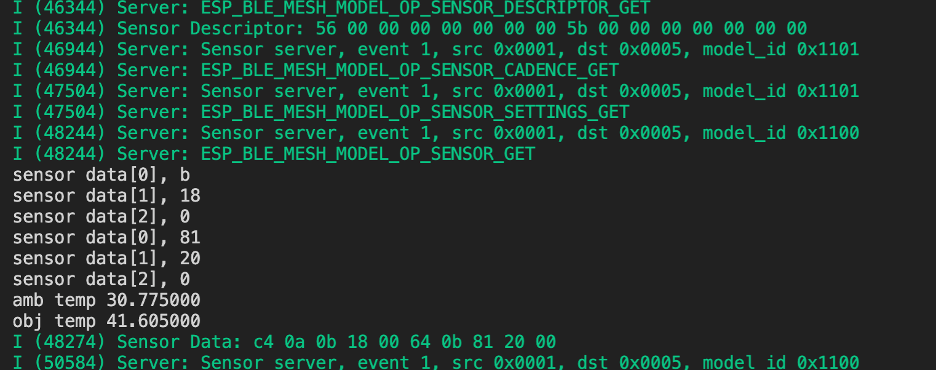 I (46344) Server: ESP_BLE_MESH_MODEL_OP_SENSOR_DESCRIPTOR_GET
I (46344) Sensor Descriptor: 56 00 00 00 00 00 00 00 5b 00 00 00 00 00 00 00
I (46944) Server: Sensor server, event 1, src 0x0001, dst 0x0005, model_id 0x1101
I (46944) Server: ESP_BLE_MESH_MODEL_OP_SENSOR_CADENCE_GET
I (47504) Server: Sensor server, event 1, src 0x0001, dst 0x0005, model_id 0x1101
I (47504) Server: ESP_BLE_MESH_MODEL_OP_SENSOR_SETTINGS_GET
I (48244) Server: Sensor server, event 1, src 0x0001, dst 0x0005, model_id 0x1100
I (48244) Server: ESP_BLE_MESH_MODEL_OP_SENSOR_GET
sensor data[0], b
sensor data[1], 18
sensor data[2], 0
sensor data[0], 81
sensor data[1], 20
sensor data[2], 0
amb temp 30.775000
obj temp 41.605000
I (48274) Sensor Data: c4 0a 0b 18 00 64 0b 81 20 00
I (50584) Server: Sensor server, event 1, src 0x0001, dst 0x0005, model_id 0x1100